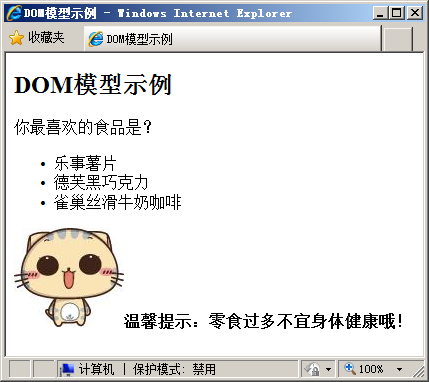 DOM模型示例 - Windows Internet Explorer
收藏夹 DOM模型示例
DOM模型示例
你最喜欢的食品是？
• 乐事薯片
• 德芙黑巧克力
• 雀巢丝滑牛奶咖啡
温馨提示：零食过多不宜身体健康哦！
计算机 | 保护模式: 禁用 100%